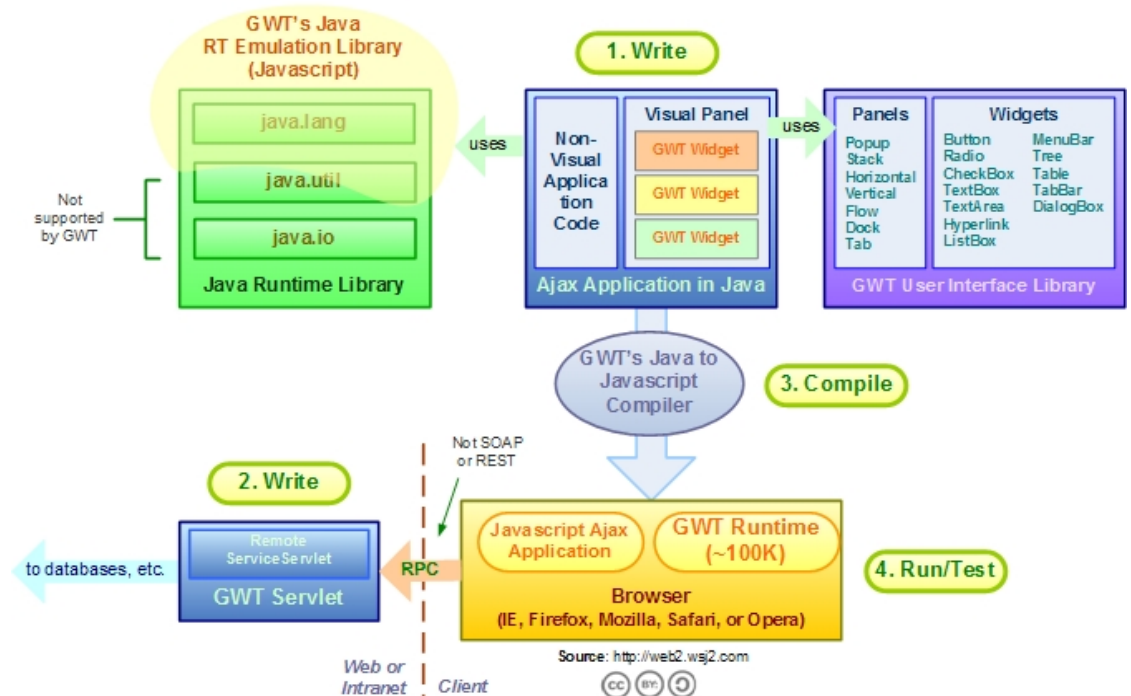 GWT's Java
RT Emulation Library
(Javascript)
java.lang
java.util
java.io
Java Runtime Library
Not
supported
by GWT
uses
1. Write
Non-
Visual
Applica
tion
Code
Visual Panel
GWT Widget
GWT Widget
GWT Widget
Ajax Application in Java
uses
Panels
Popup
Stack
Horizontal
Vertical
Flow
Dock
Tab
Widgets
Button
Radio
CheckBox
TextBox
TextArea
Hyperlink
ListBox
MenuBar
Tree
Table
TabBar
DialogBox
GWT User Interface Library
GWT's Java to
Javascript
Compiler
3. Compile
Not SOAP
or REST
2. Write
Remote
ServiceServlet
GWT Servlet
to databases, etc.
RPC
Javascript Ajax
Application
GWT Runtime
(~100K)
Browser
(IE, Firefox, Mozilla, Safari, or Opera)
4. Run/Test
Web or
Intranet
Client
Source: http://web2.wsj2.com
cc BY: